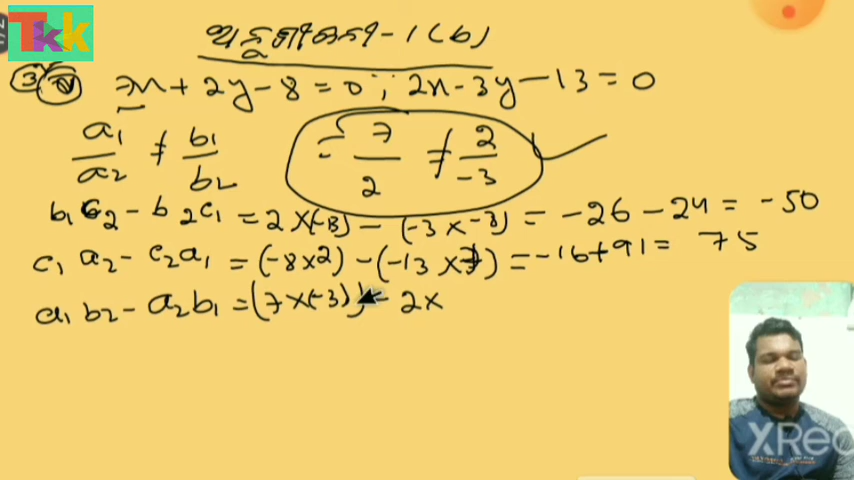 Tkk
ଅନୁଶୀଳନୀ-1(b)
③ ⓘⓥ 7x + 2y - 8 = 0 ; 2x - 3y - 13 = 0
a₁/a₂ ≠ b₁/b₂ = 7/2 ≠ 2/-3
b₁c₂ - b₂c₁ = 2×(-13) - (-3×-8) = -26 - 24 = -50
c₁a₂ - c₂a₁ = (-8×2) - (-13×7) = -16+91 = 75
a₁b₂ - a₂b₁ = (7×(-3)) - 2×
XRec